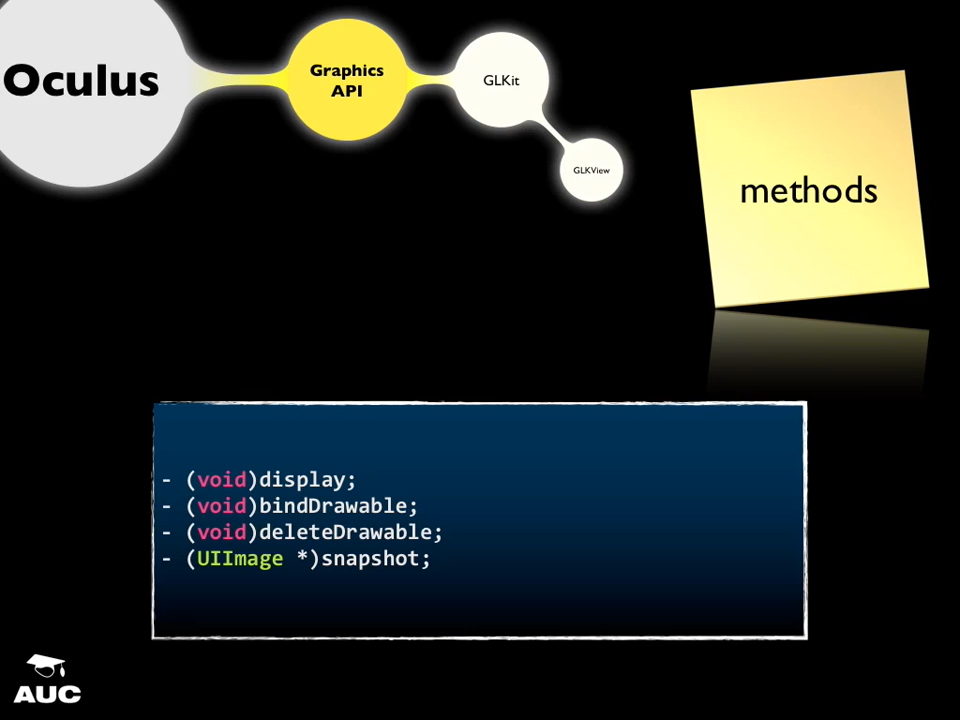 Oculus
Graphics
API
GLKit
GLKView
methods
- (void)display;
- (void)bindDrawable;
- (void)deleteDrawable;
- (UIImage *)snapshot;
AUC